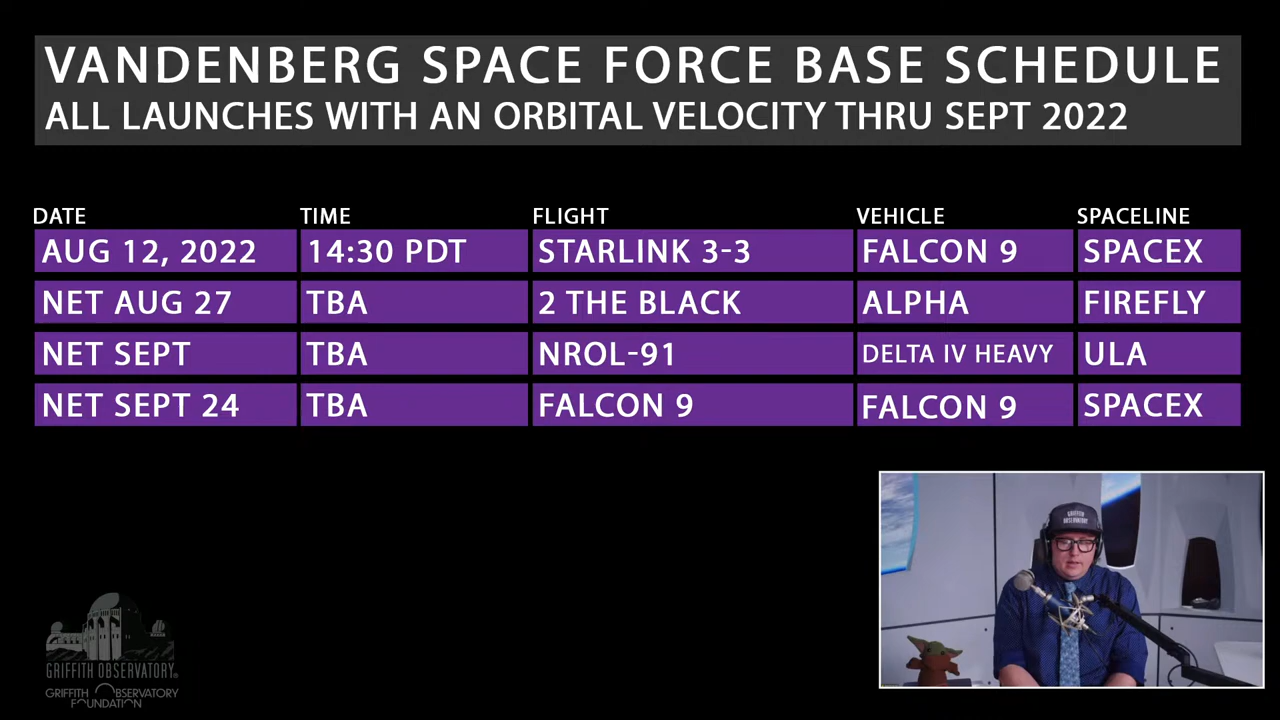 VANDENBERG SPACE FORCE BASE SCHEDULE
ALL LAUNCHES WITH AN ORBITAL VELOCITY THRU SEPT 2022
DATE TIME FLIGHT VEHICLE SPACELINE
AUG 12, 2022 14:30 PDT STARLINK 3-3 FALCON 9 SPACEX
NET AUG 27 TBA 2 THE BLACK ALPHA FIREFLY
NET SEPT TBA NROL-91 DELTA IV HEAVY ULA
NET SEPT 24 TBA FALCON 9 FALCON 9 SPACEX
GRIFFITH
OBSERVATORY
GRIFFITH OBSERVATORY®
GRIFFITH OBSERVATORY
FOUNDATION